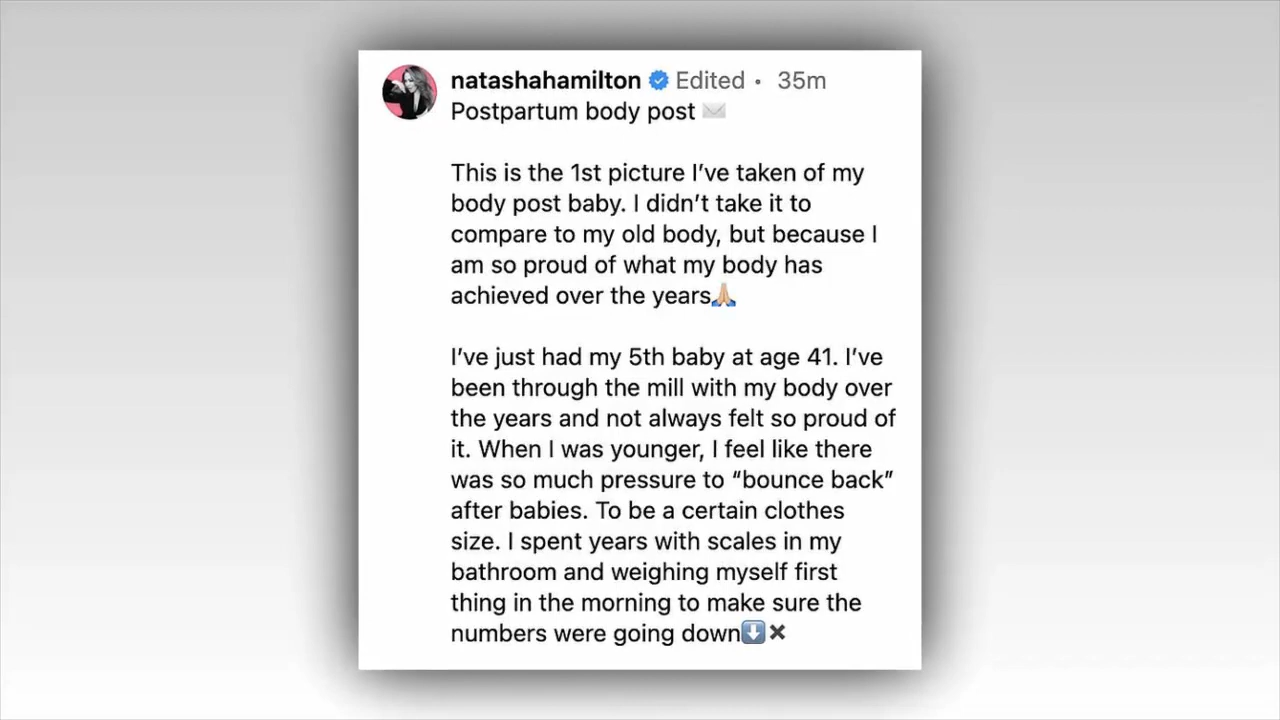 natashahamilton Edited • 35m
Postpartum body post ✉️
This is the 1st picture I’ve taken of my
body post baby. I didn’t take it to
compare to my old body, but because I
am so proud of what my body has
achieved over the years🙏🏼
I’ve just had my 5th baby at age 41. I’ve
been through the mill with my body over
the years and not always felt so proud of
it. When I was younger, I feel like there
was so much pressure to “bounce back”
after babies. To be a certain clothes
size. I spent years with scales in my
bathroom and weighing myself first
thing in the morning to make sure the
numbers were going down⬇️✖️